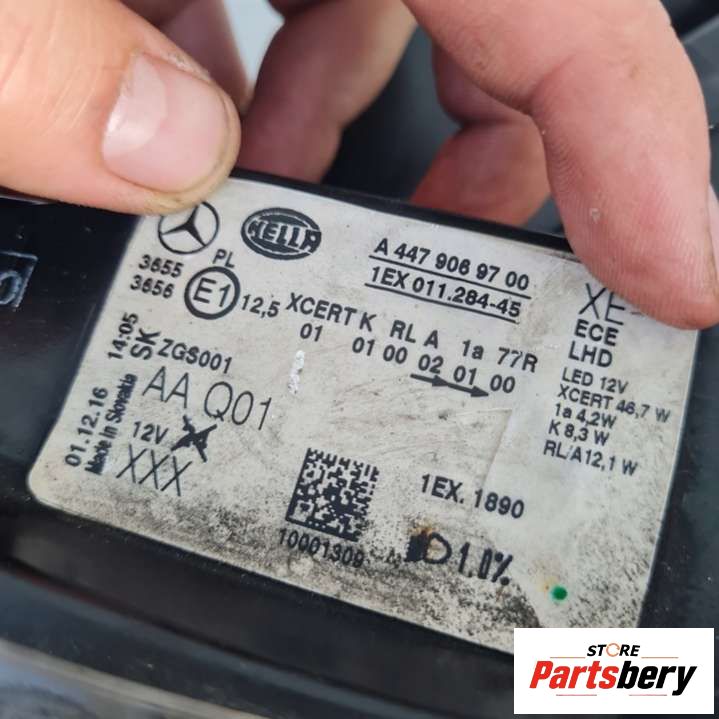 HELLA
A 447 906 97 00
1EX 011.284-45
XE
3655 PL
3656 E1 12,5
XCERT K RL A 1a 77R
01 01 00 02 01 00
ECE
LHD
LED 12V
XCERT 46,7 W
1a 4,2W
K 8,3 W
RL/A12,1 W
01.12.16 14:05
Made in Slovakia SK
ZGS001
AA Q01
12V
XXX
1EX. 1890
10001309
1.0%
STORE
Partsbery